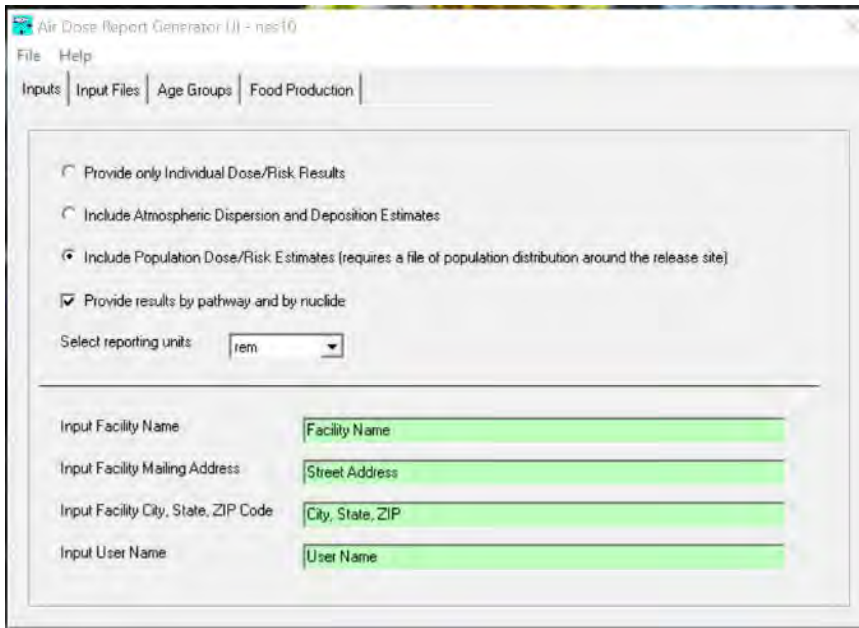 Air Dose Report Generator UI - nes10
File Help
Inputs Input Files Age Groups Food Production
Provide only Individual Dose/Risk Results
Include Atmospheric Dispersion and Deposition Estimates
Include Population Dose/Risk Estimates (requires a file of population distribution around the release site)
Provide results by pathway and by nuclide
Select reporting units rem
Input Facility Name Facility Name
Input Facility Mailing Address Street Address
Input Facility City, State, ZIP Code City, State, ZIP
Input User Name User Name